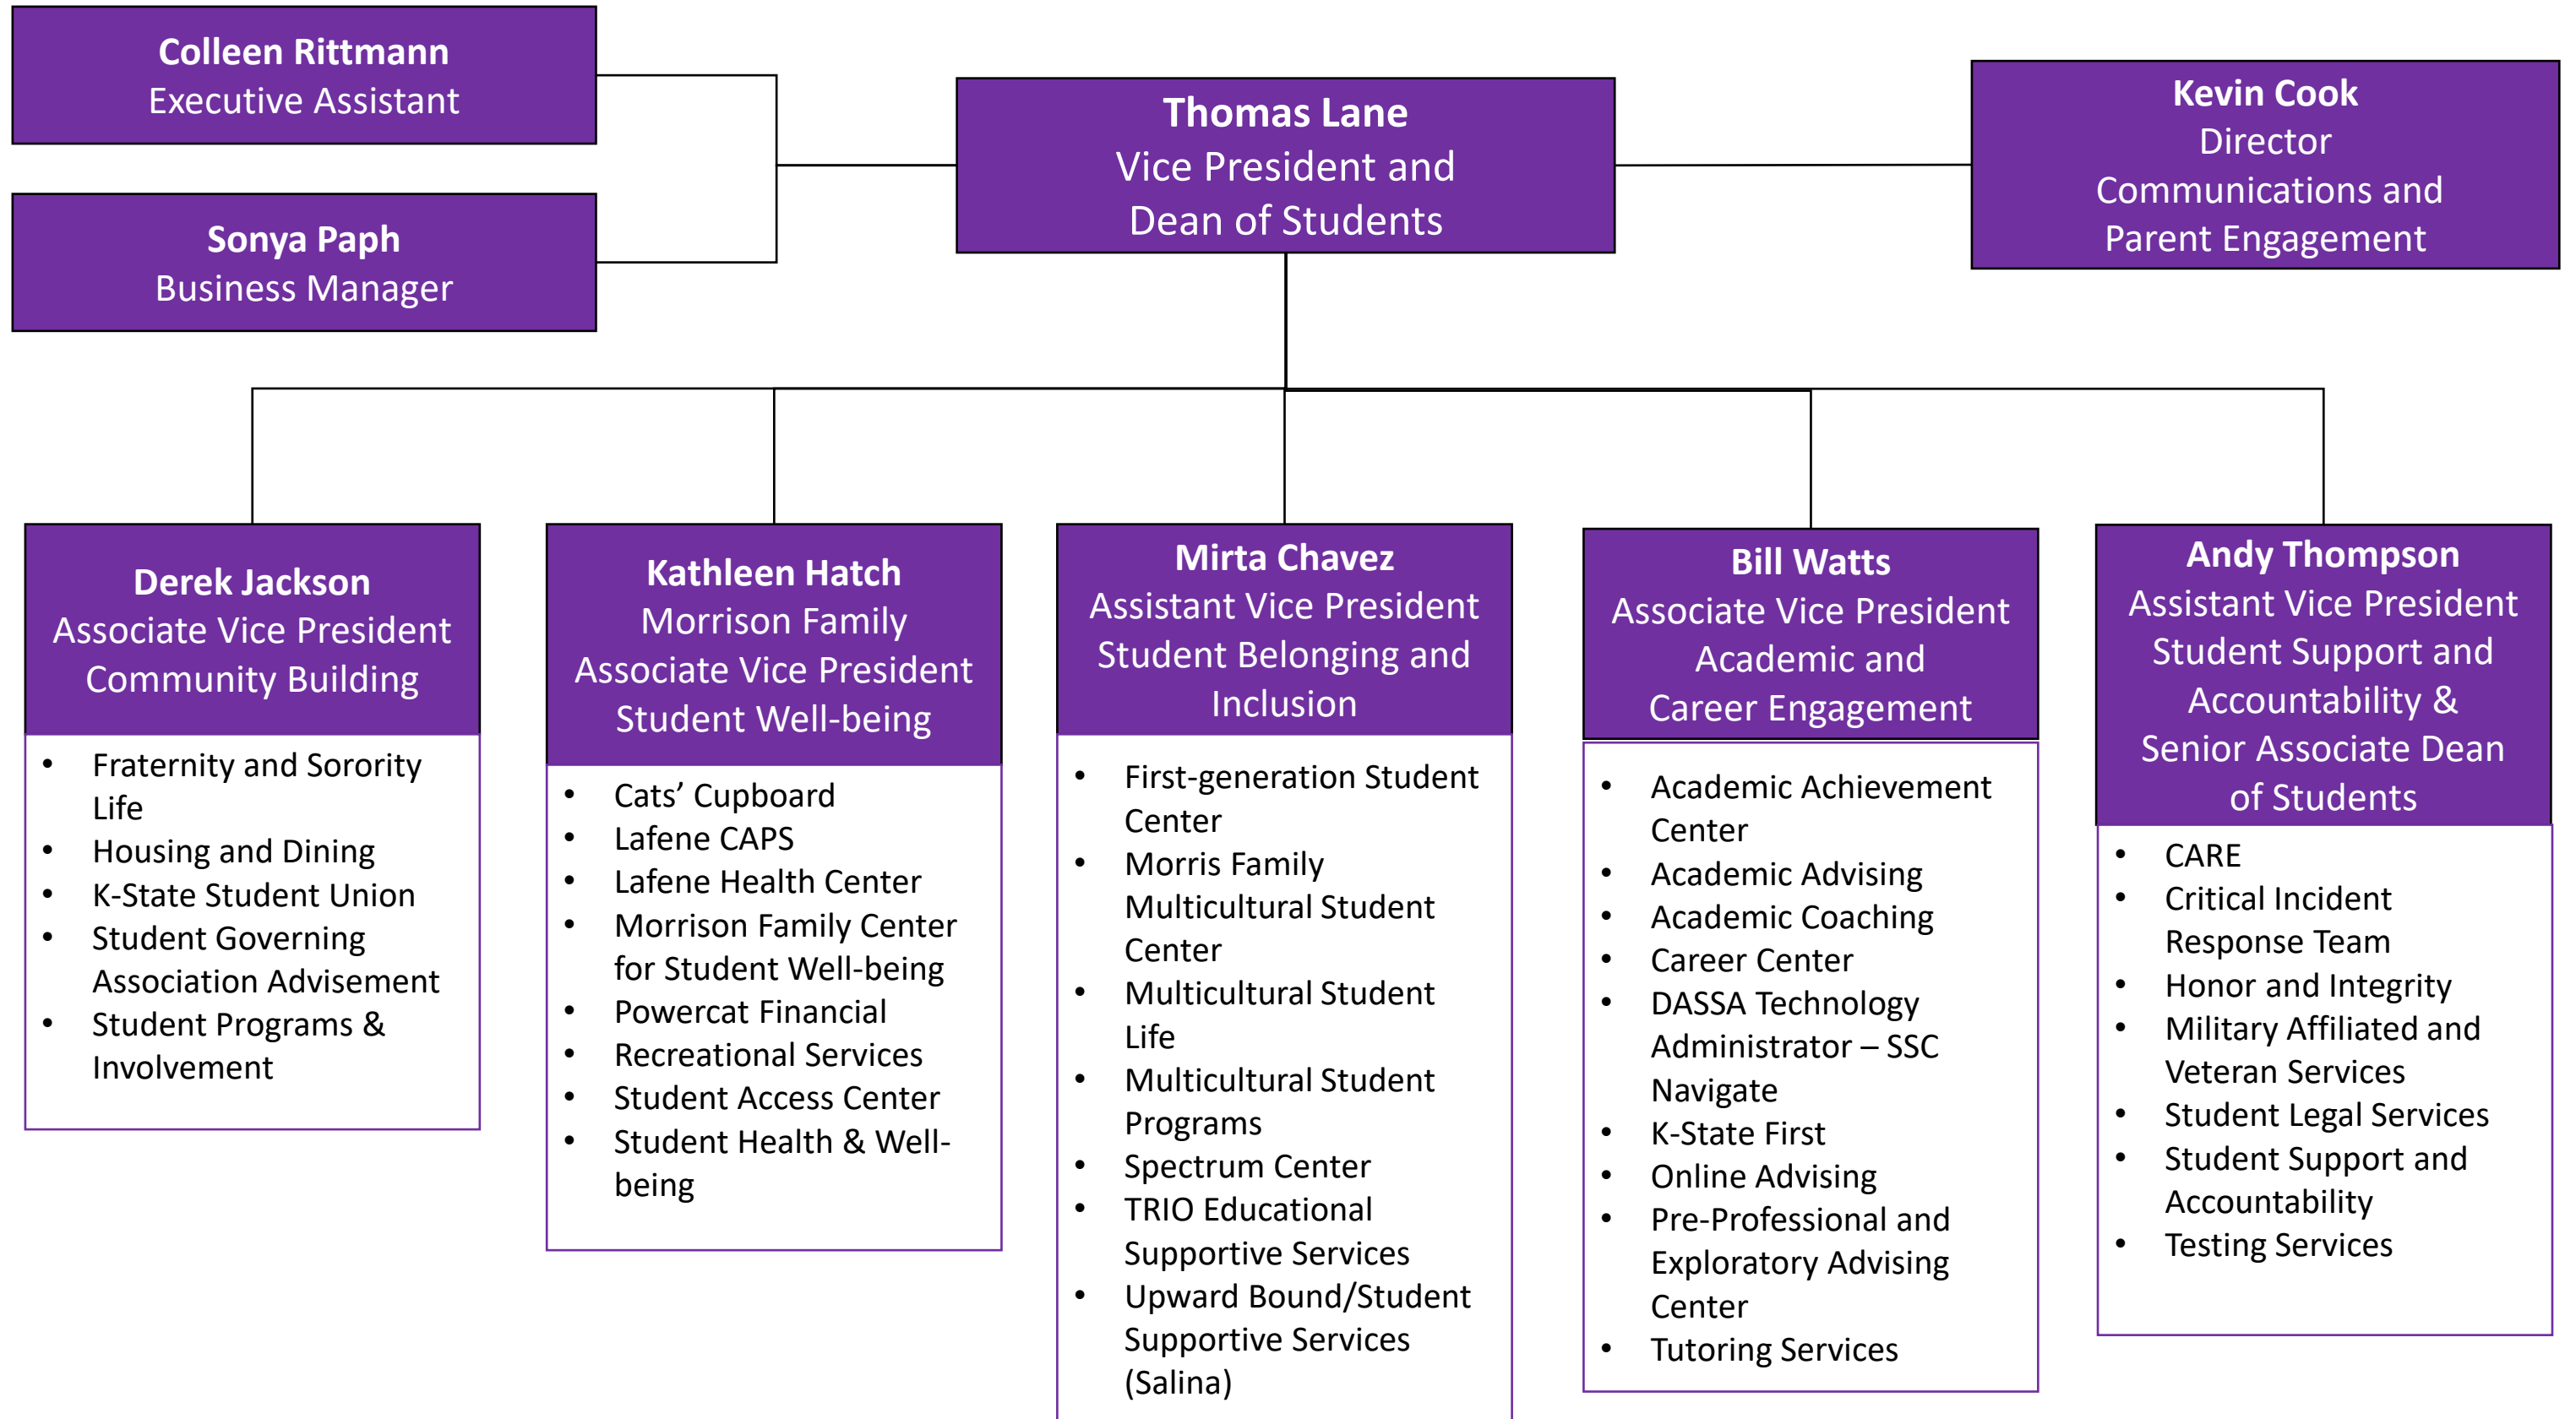 Colleen Rittmann
Executive Assistant
Sonya Paph
Business Manager
Thomas Lane
Vice President and
Dean of Students
Kevin Cook
Director
Communications and
Parent Engagement
Derek Jackson
Associate Vice President
Community Building
• Fraternity and Sorority
Life
• Housing and Dining
• K-State Student Union
• Student Governing
Association Advisement
• Student Programs &
Involvement
Kathleen Hatch
Morrison Family
Associate Vice President
Student Well-being
• Cats’ Cupboard
• Lafene CAPS
• Lafene Health Center
• Morrison Family Center
for Student Well-being
• Powercat Financial
• Recreational Services
• Student Access Center
• Student Health & Well-
being
Mirta Chavez
Assistant Vice President
Student Belonging and
Inclusion
• First-generation Student
Center
• Morris Family
Multicultural Student
Center
• Multicultural Student
Life
• Multicultural Student
Programs
• Spectrum Center
• TRIO Educational
Supportive Services
• Upward Bound/Student
Supportive Services
(Salina)
Bill Watts
Associate Vice President
Academic and
Career Engagement
• Academic Achievement
Center
• Academic Advising
• Academic Coaching
• Career Center
• DASSA Technology
Administrator – SSC
Navigate
• K-State First
• Online Advising
• Pre-Professional and
Exploratory Advising
Center
• Tutoring Services
Andy Thompson
Assistant Vice President
Student Support and
Accountability &
Senior Associate Dean
of Students
• CARE
• Critical Incident
Response Team
• Honor and Integrity
• Military Affiliated and
Veteran Services
• Student Legal Services
• Student Support and
Accountability
• Testing Services